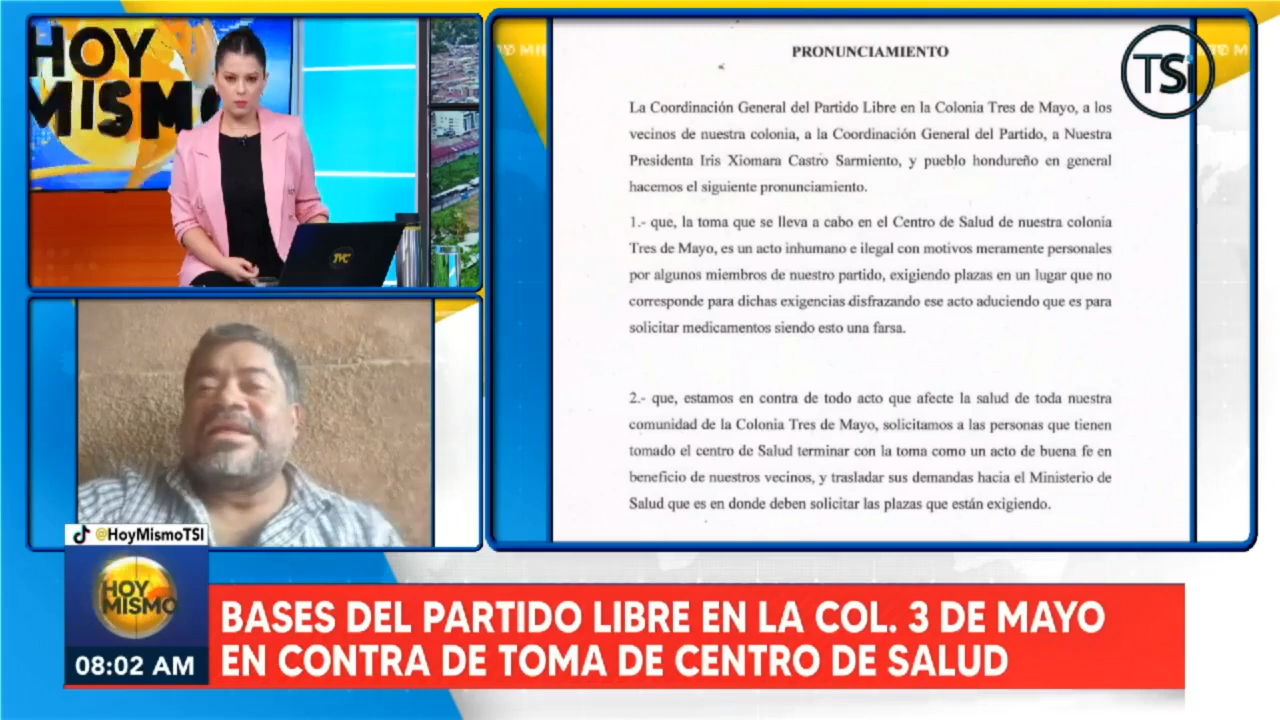 HOY
MISMO
TVC
PRONUNCIAMIENTO
TSi
La Coordinación General del Partido Libre en la Colonia Tres de Mayo, a los
vecinos de nuestra colonia, a la Coordinación General del Partido, a Nuestra
Presidenta Iris Xiomara Castro Sarmiento, y pueblo hondureño en general
hacemos el siguiente pronunciamiento.
1.- que, la toma que se lleva a cabo en el Centro de Salud de nuestra colonia
Tres de Mayo, es un acto inhumano e ilegal con motivos meramente personales
por algunos miembros de nuestro partido, exigiendo plazas en un lugar que no
corresponde para dichas exigencias disfrazando ese acto aduciendo que es para
solicitar medicamentos siendo esto una farsa.
2.- que, estamos en contra de todo acto que afecte la salud de toda nuestra
comunidad de la Colonia Tres de Mayo, solicitamos a las personas que tienen
tomado el centro de Salud terminar con la toma como un acto de buena fe en
beneficio de nuestros vecinos, y trasladar sus demandas hacia el Ministerio de
Salud que es en donde deben solicitar las plazas que están exigiendo.
@HoyMismoTSI
HOY
MISMO
08:02 AM
BASES DEL PARTIDO LIBRE EN LA COL. 3 DE MAYO
EN CONTRA DE TOMA DE CENTRO DE SALUD